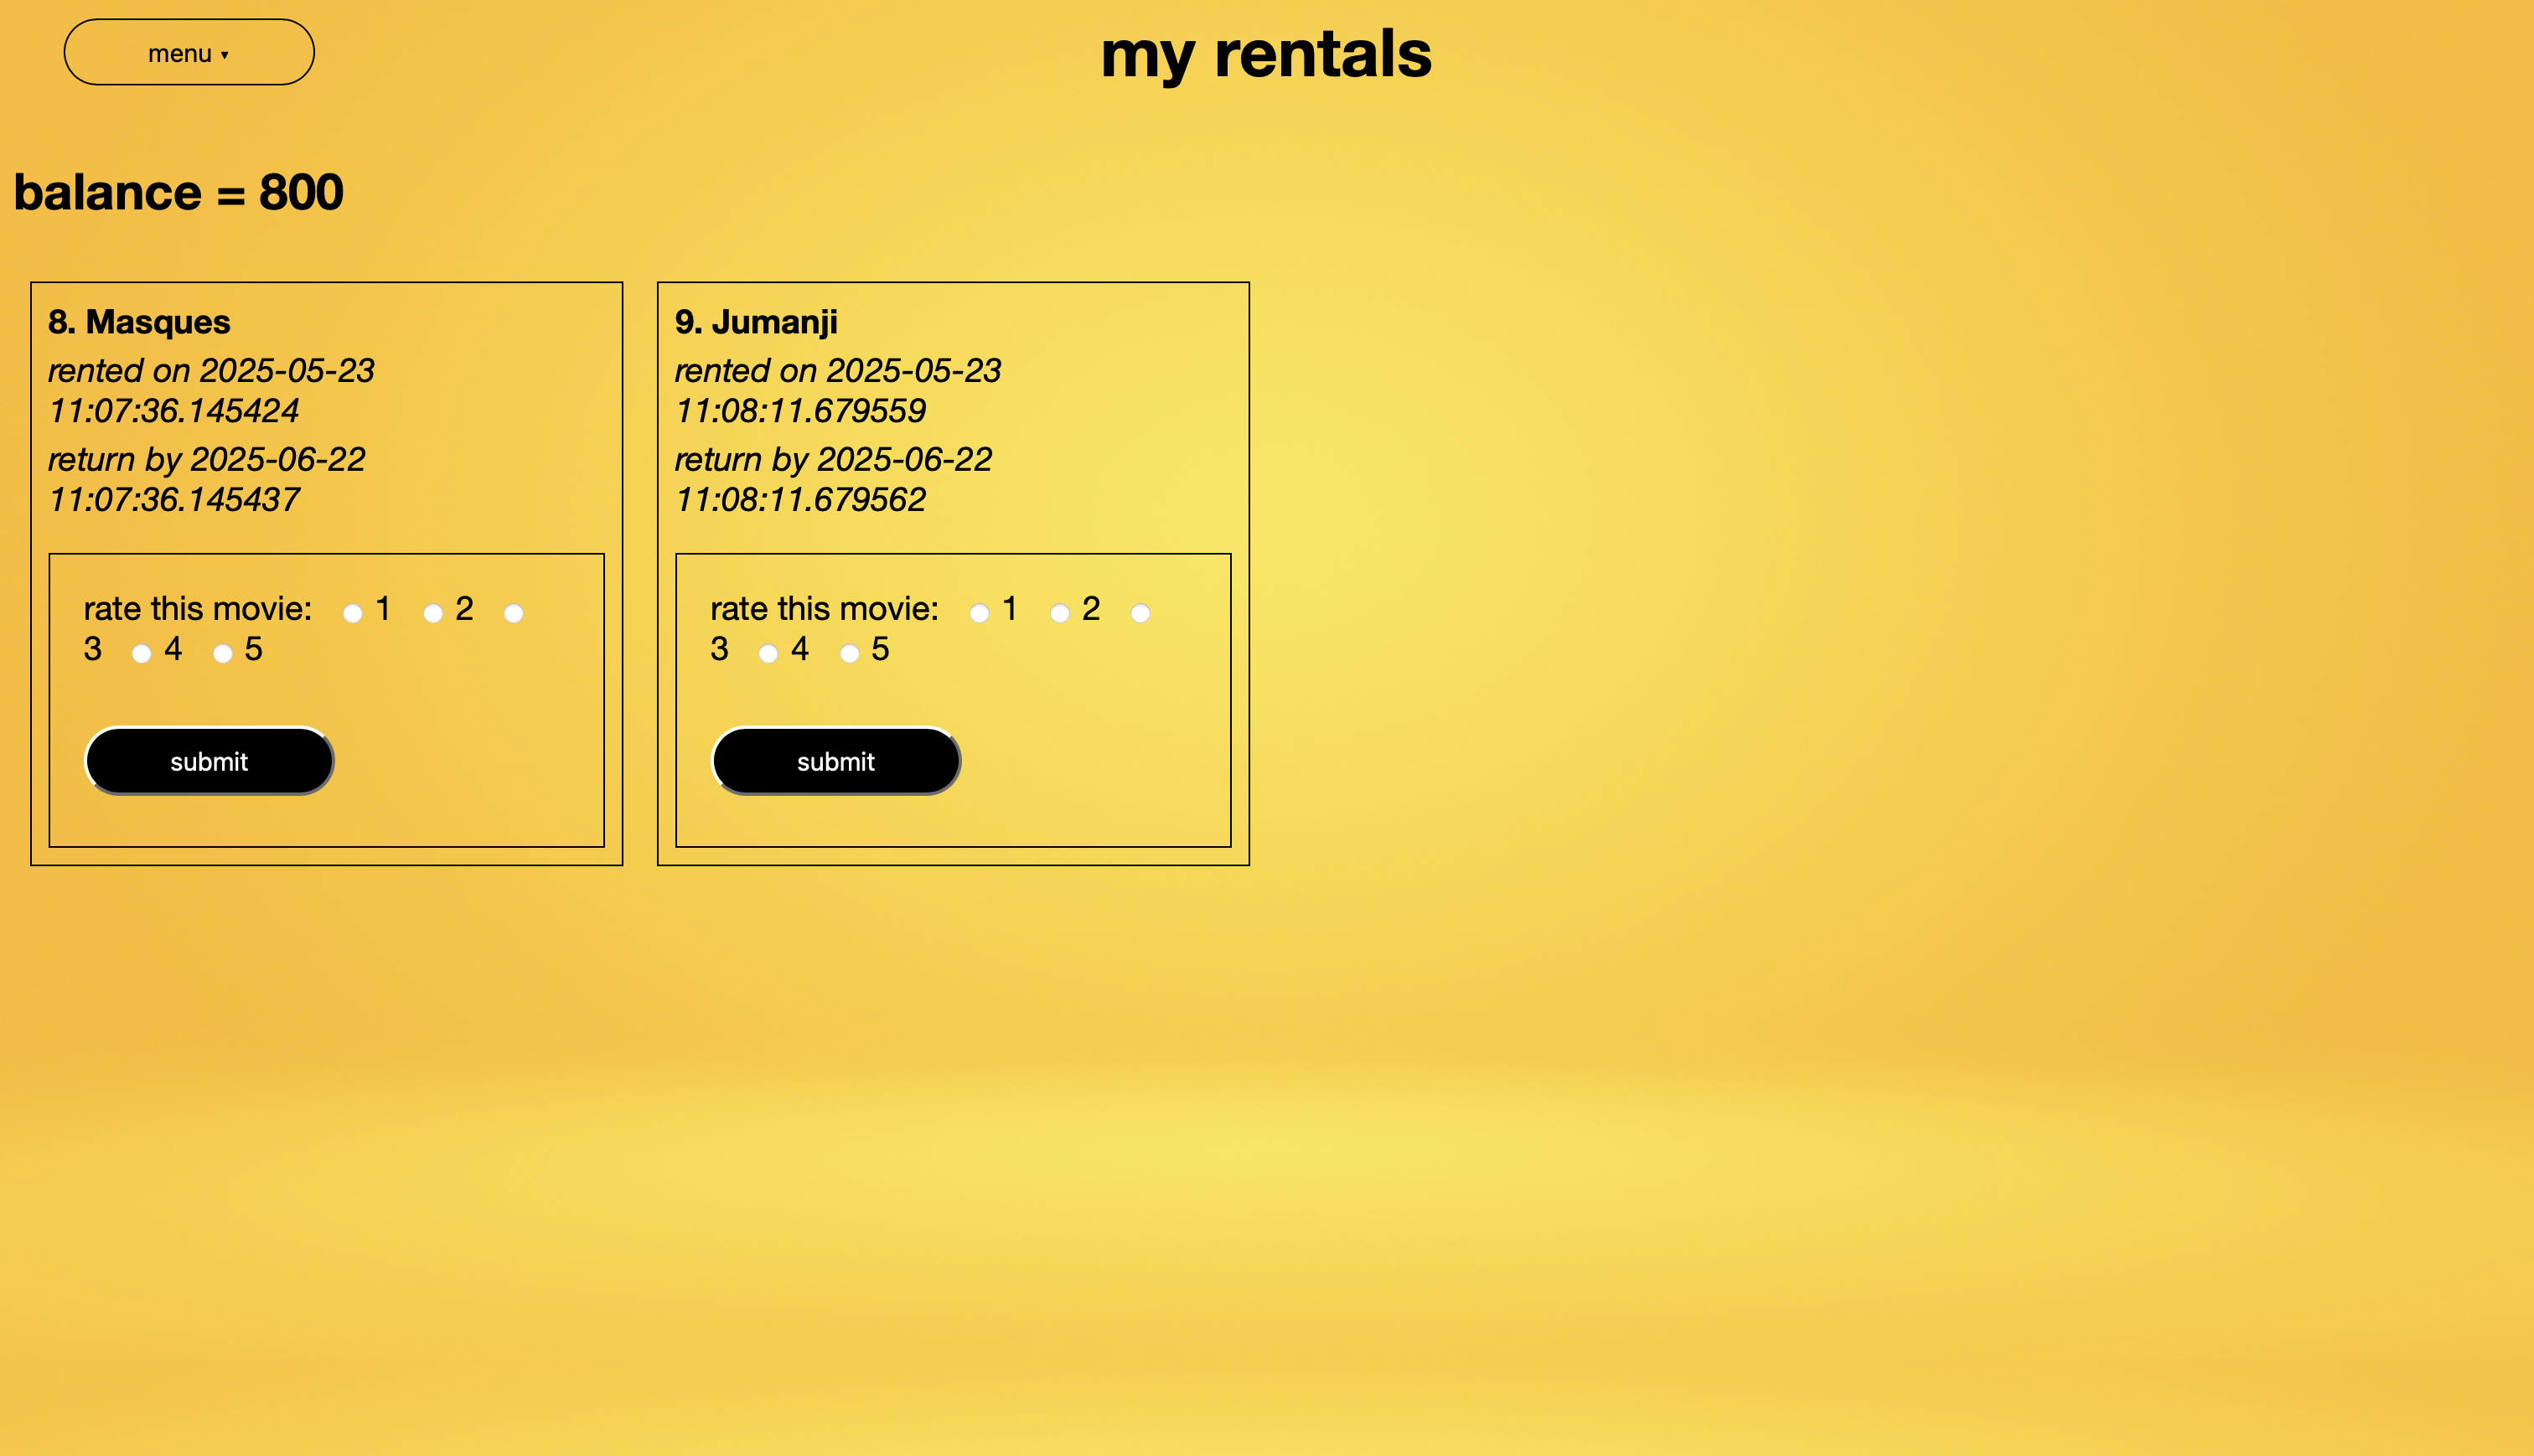 menu ▾
my rentals
balance = 800
8. Masques
rented on 2025-05-23
11:07:36.145424
return by 2025-06-22
11:07:36.145437
rate this movie: 1 2
3 4 5
submit
9. Jumanji
rented on 2025-05-23
11:08:11.679559
return by 2025-06-22
11:08:11.679562
rate this movie: 1 2
3 4 5
submit